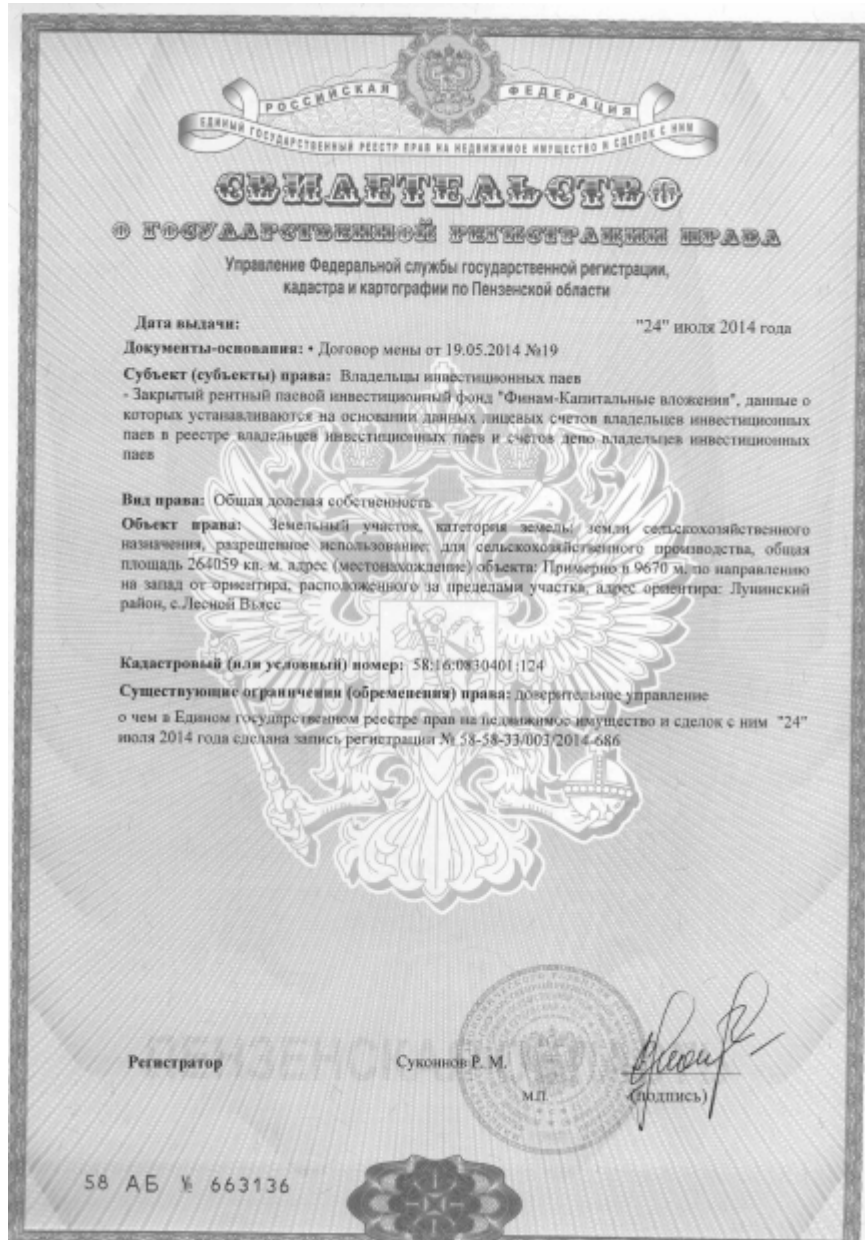 РОССИЙСКАЯ ФЕДЕРАЦИЯ
ЕДИНЫЙ ГОСУДАРСТВЕННЫЙ РЕЕСТР ПРАВ НА НЕДВИЖИМОЕ ИМУЩЕСТВО И СДЕЛОК С НИМ
СВИДЕТЕЛЬСТВО
О ГОСУДАРСТВЕННОЙ РЕГИСТРАЦИИ ПРАВА
Управление Федеральной службы государственной регистрации,
кадастра и картографии по Пензенской области
Дата выдачи: "24" июля 2014 года
Документы-основания: • Договор мены от 19.05.2014 №19
Субъект (субъекты) права: Владельцы инвестиционных паев
- Закрытый рентный паевой инвестиционный фонд "Финам-Капитальные вложения", данные о
которых устанавливаются на основании данных лицевых счетов владельцев инвестиционных
паев в реестре владельцев инвестиционных паев и счетов депо владельцев инвестиционных
паев
Вид права: Общая долевая собственность
Объект права: Земельный участок, категория земель: земли сельскохозяйственного
назначения, разрешенное использование: для сельскохозяйственного производства, общая
площадь 264059 кв. м, адрес (местонахождение) объекта: Примерно в 9670 м, по направлению
на запад от ориентира, расположенного за пределами участка, адрес ориентира: Лунинский
район, с.Лесной Вьясс
Кадастровый (или условный) номер: 58:16:0830401:124
Существующие ограничения (обременения) права: доверительное управление
о чем в Едином государственном реестре прав на недвижимое имущество и сделок с ним "24"
июля 2014 года сделана запись регистрации № 58-58-33/003/2014-686
ПЕНЗЕНСКАЯ
Регистратор Суконнов Р. М.
М.П. (подпись)
58 АБ № 663136